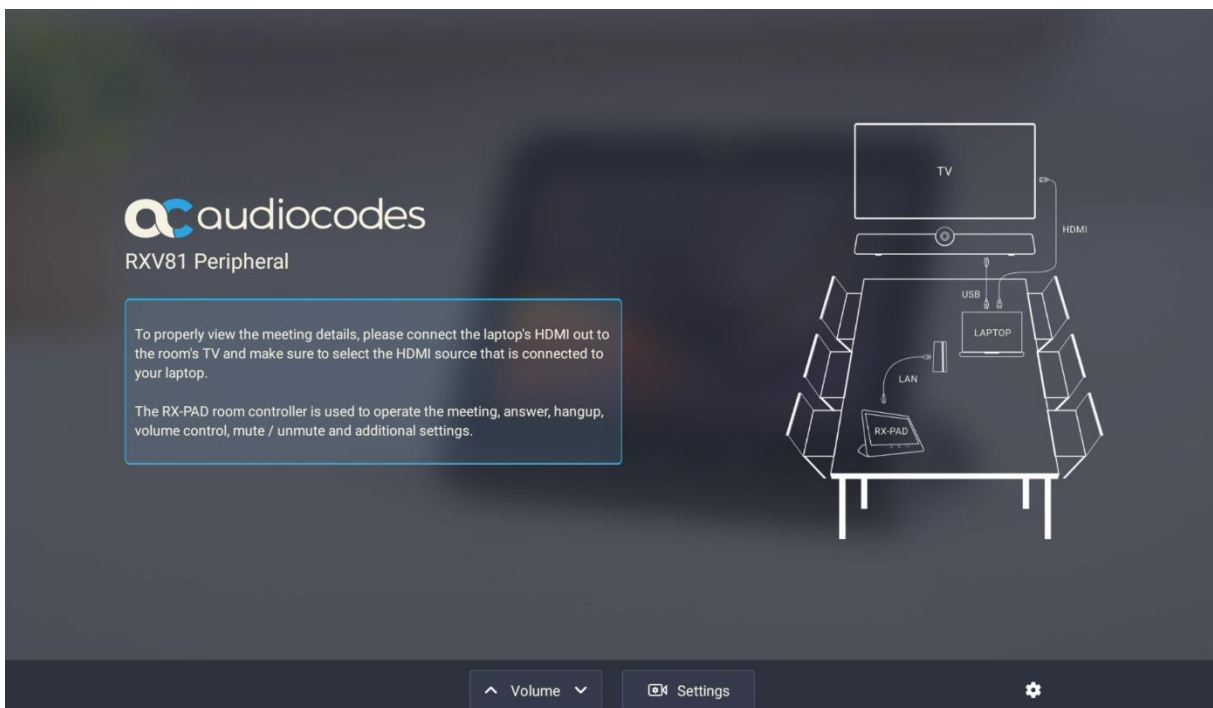 audiocodes
RXV81 Peripheral
To properly view the meeting details, please connect the laptop's HDMI out to
the room's TV and make sure to select the HDMI source that is connected to
your laptop.
The RX-PAD room controller is used to operate the meeting, answer, hangup,
volume control, mute / unmute and additional settings.
TV
HDMI
USB
LAPTOP
LAN
RX-PAD
Volume
Settings